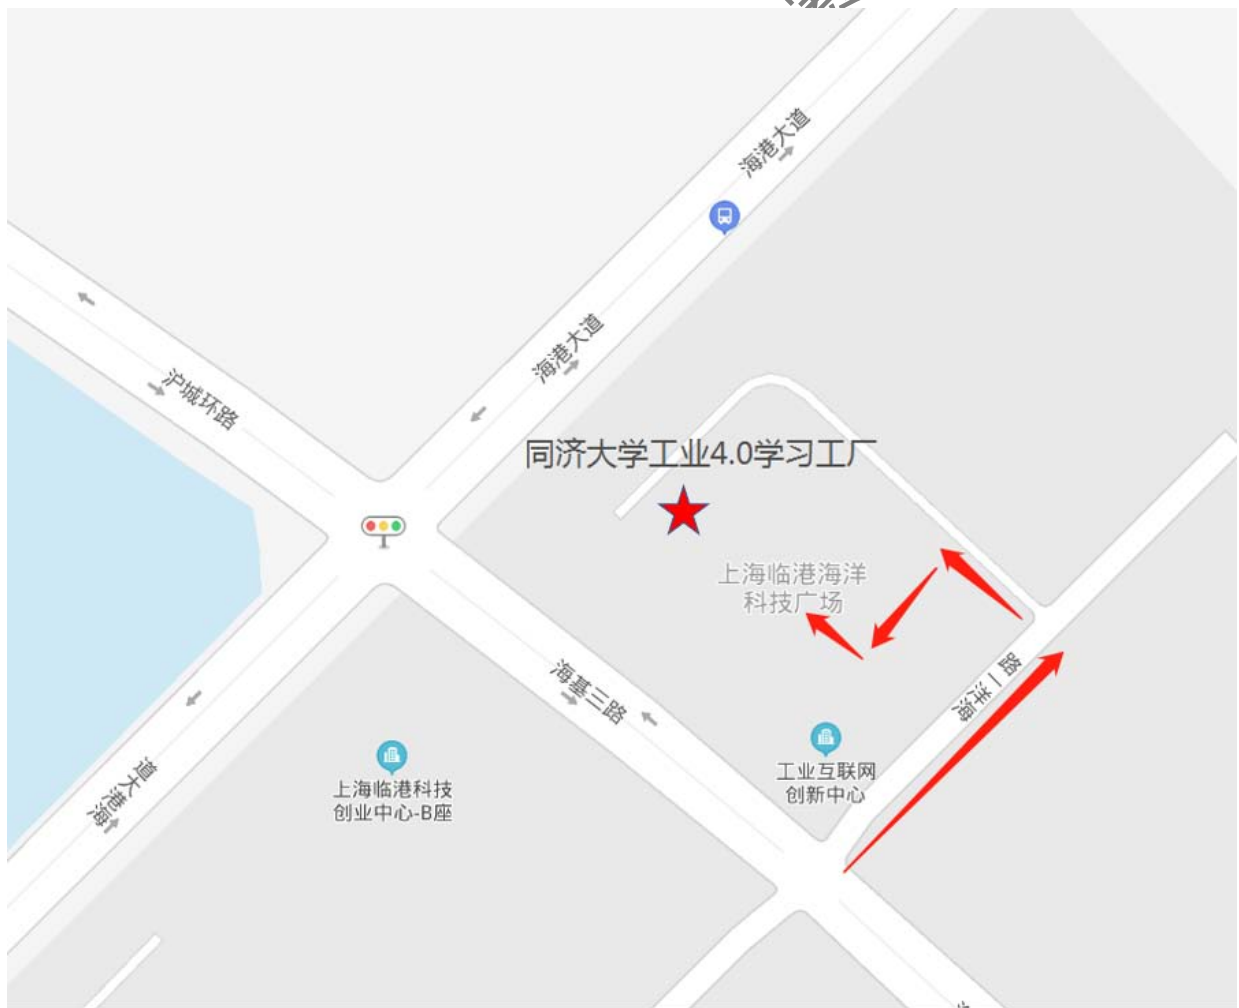 海港大道
海港大道
沪城环路
同济大学工业4.0学习工厂
上海临港海洋
科技广场
海基三路
海洋一路
工业互联网
创新中心
上海临港科技
创业中心-B座
海港大道